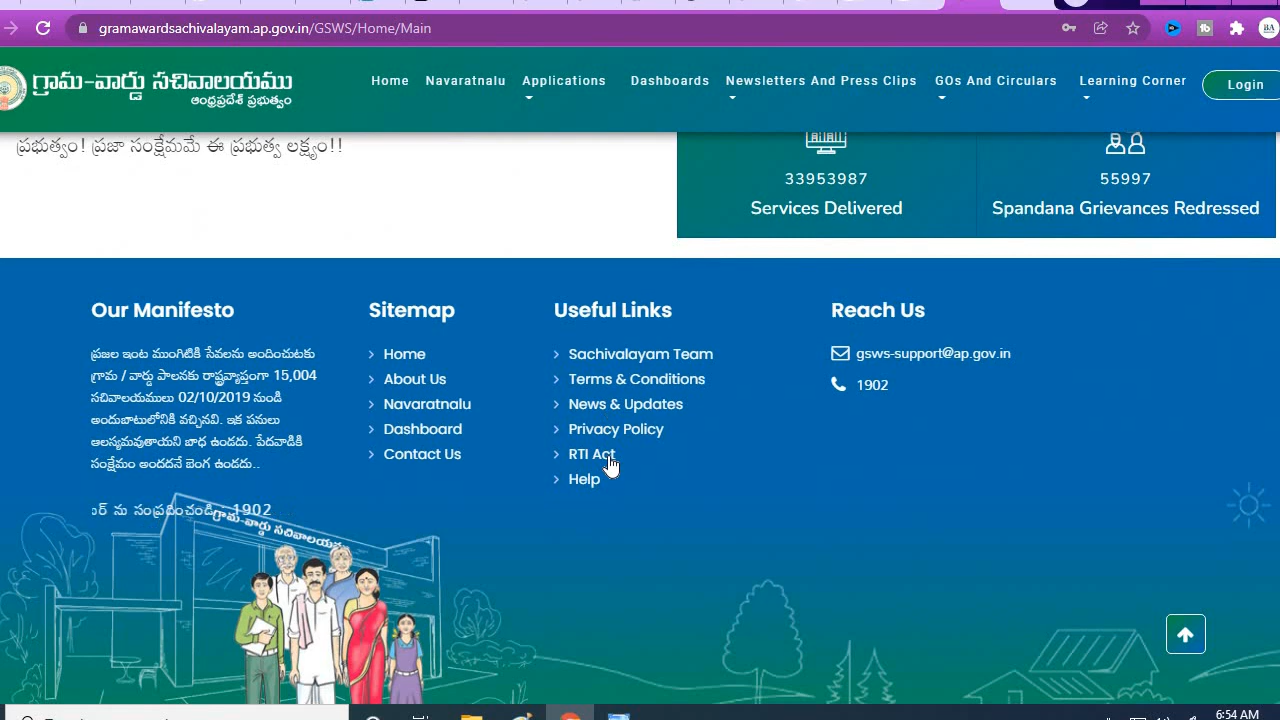 gramawardsachivalayam.ap.gov.in/GSWS/Home/Main
BA
గ్రామ-వార్డు సచివాలయము
ఆంధ్రప్రదేశ్ ప్రభుత్వం
Home Navaratnalu Applications Dashboards Newsletters And Press Clips GOs And Circulars Learning Corner Login
ప్రభుత్వం! ప్రజా సంక్షేమమే ఈ ప్రభుత్వ లక్ష్యం!!
33953987 55997
Services Delivered Spandana Grievances Redressed
Our Manifesto
ప్రజల ఇంట ముంగిటికి సేవలను అందించుటకు
గ్రామ / వార్డు పాలనకు రాష్ట్రవ్యాప్తంగా 15,004
సచివాలయములు 02/10/2019 నుండి
అందుబాటులోనికి వచ్చినవి. ఇక పనులు
ఆలస్యమవుతాయని బాధ ఉండదు. పేదవాడికి
సంక్షేమం అందదనే బెంగ ఉండదు..
బర్ ను సంప్రదించండి : 1902
గ్రామ-వార్డు సచివాలయము
Sitemap
Home
About Us
Navaratnalu
Dashboard
Contact Us
Useful Links
Sachivalayam Team
Terms & Conditions
News & Updates
Privacy Policy
RTI Act
Help
Reach Us
gsws-support@ap.gov.in
1902
6:54 AM